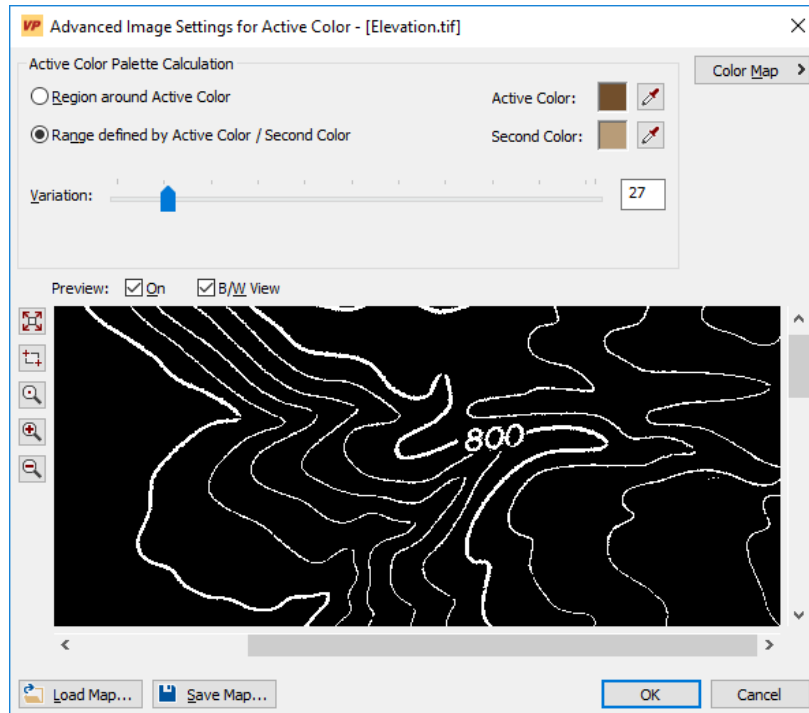 VP Advanced Image Settings for Active Color - [Elevation.tif]
Active Color Palette Calculation
Color Map
Region around Active Color
Active Color:
Range defined by Active Color / Second Color
Second Color:
Variation:
27
Preview:
On
B/W View
800
Load Map...
Save Map...
OK
Cancel